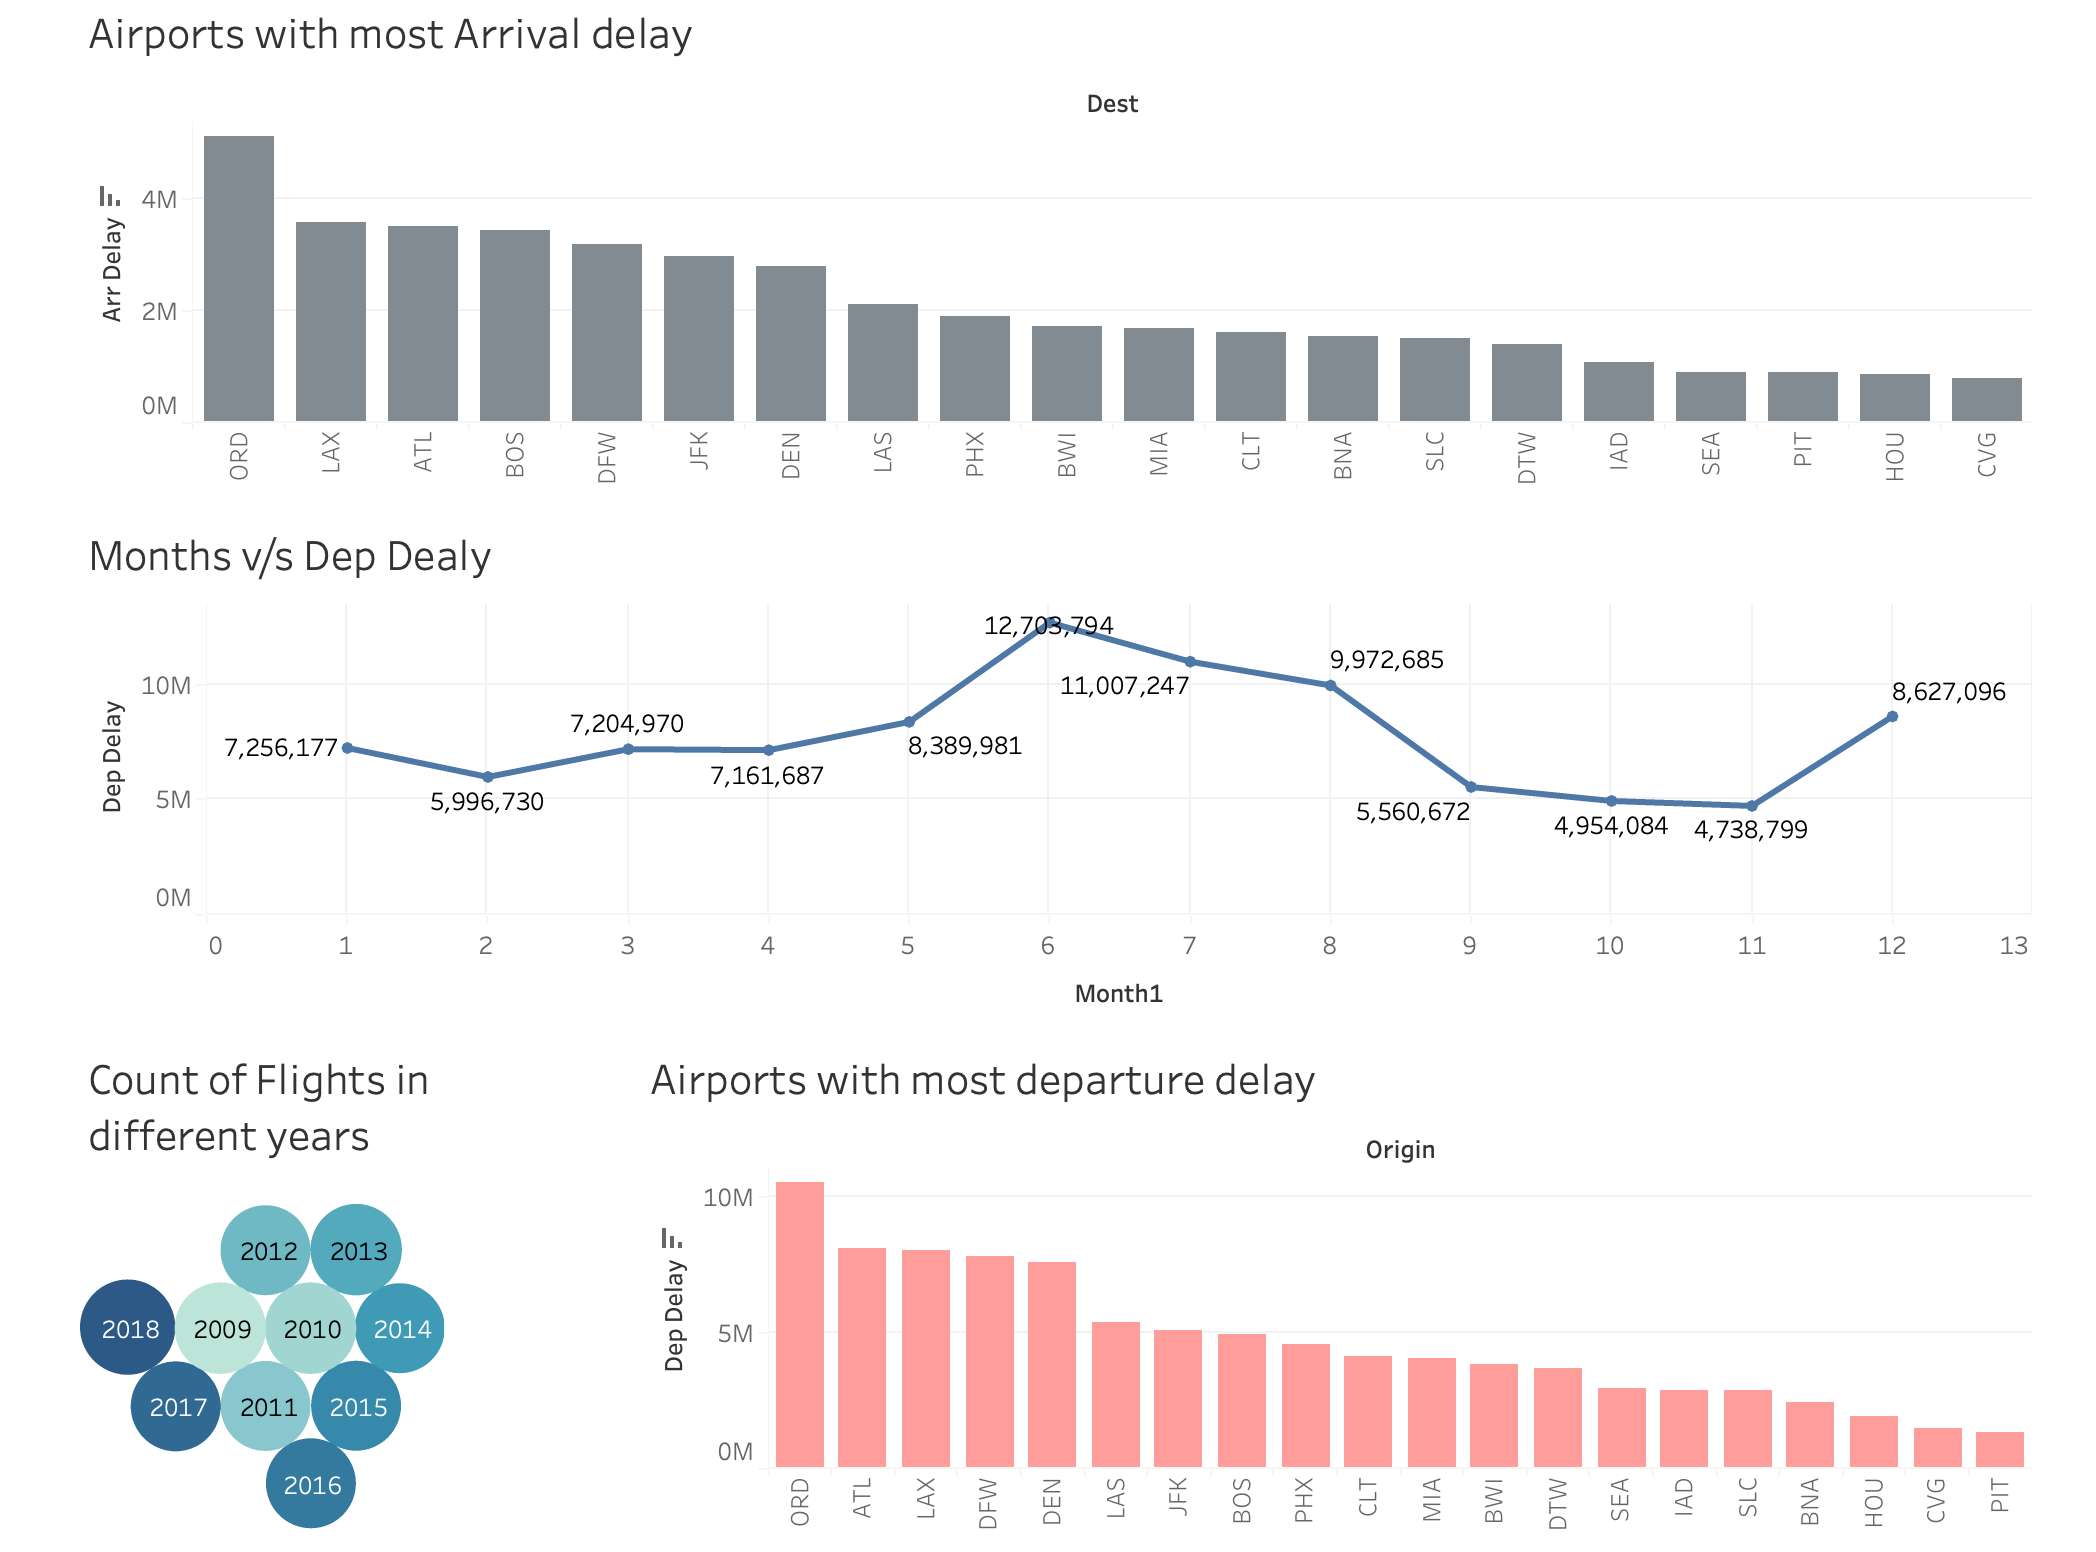 Airports with most Arrival delay
Dest
Arr Delay
4M
2M
0M
ORD LAX ATL BOS DFW JFK DEN LAS PHX BWI MIA CLT BNA SLC DTW IAD SEA PIT HOU CVG
Months v/s Dep Dealy
Dep Delay
10M
5M
0M
7,256,177
5,996,730
7,204,970
7,161,687
8,389,981
12,703,794
11,007,247
9,972,685
5,560,672
4,954,084
4,738,799
8,627,096
0 1 2 3 4 5 6 7 8 9 10 11 12 13
Month1
Count of Flights in
different years
2012 2013
2018 2009 2010 2014
2017 2011 2015
2016
Airports with most departure delay
Origin
Dep Delay
10M
5M
0M
ORD ATL LAX DFW DEN LAS JFK BOS PHX CLT MIA BWI DTW SEA IAD SLC BNA HOU CVG PIT